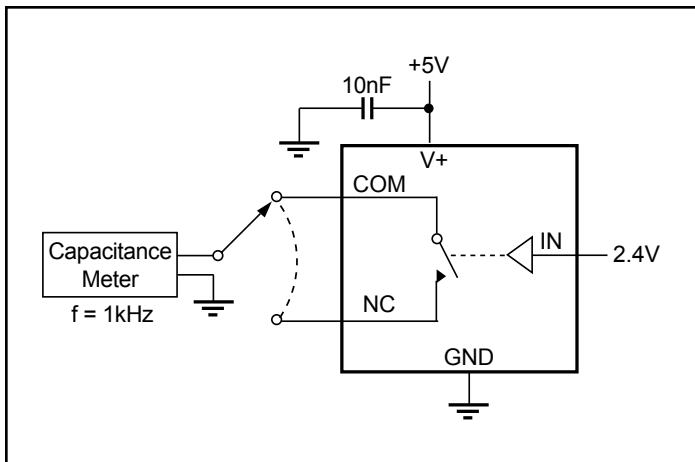 +5V
10nF
V+
COM
Capacitance
Meter
IN
2.4V
f = 1kHz
NC
GND